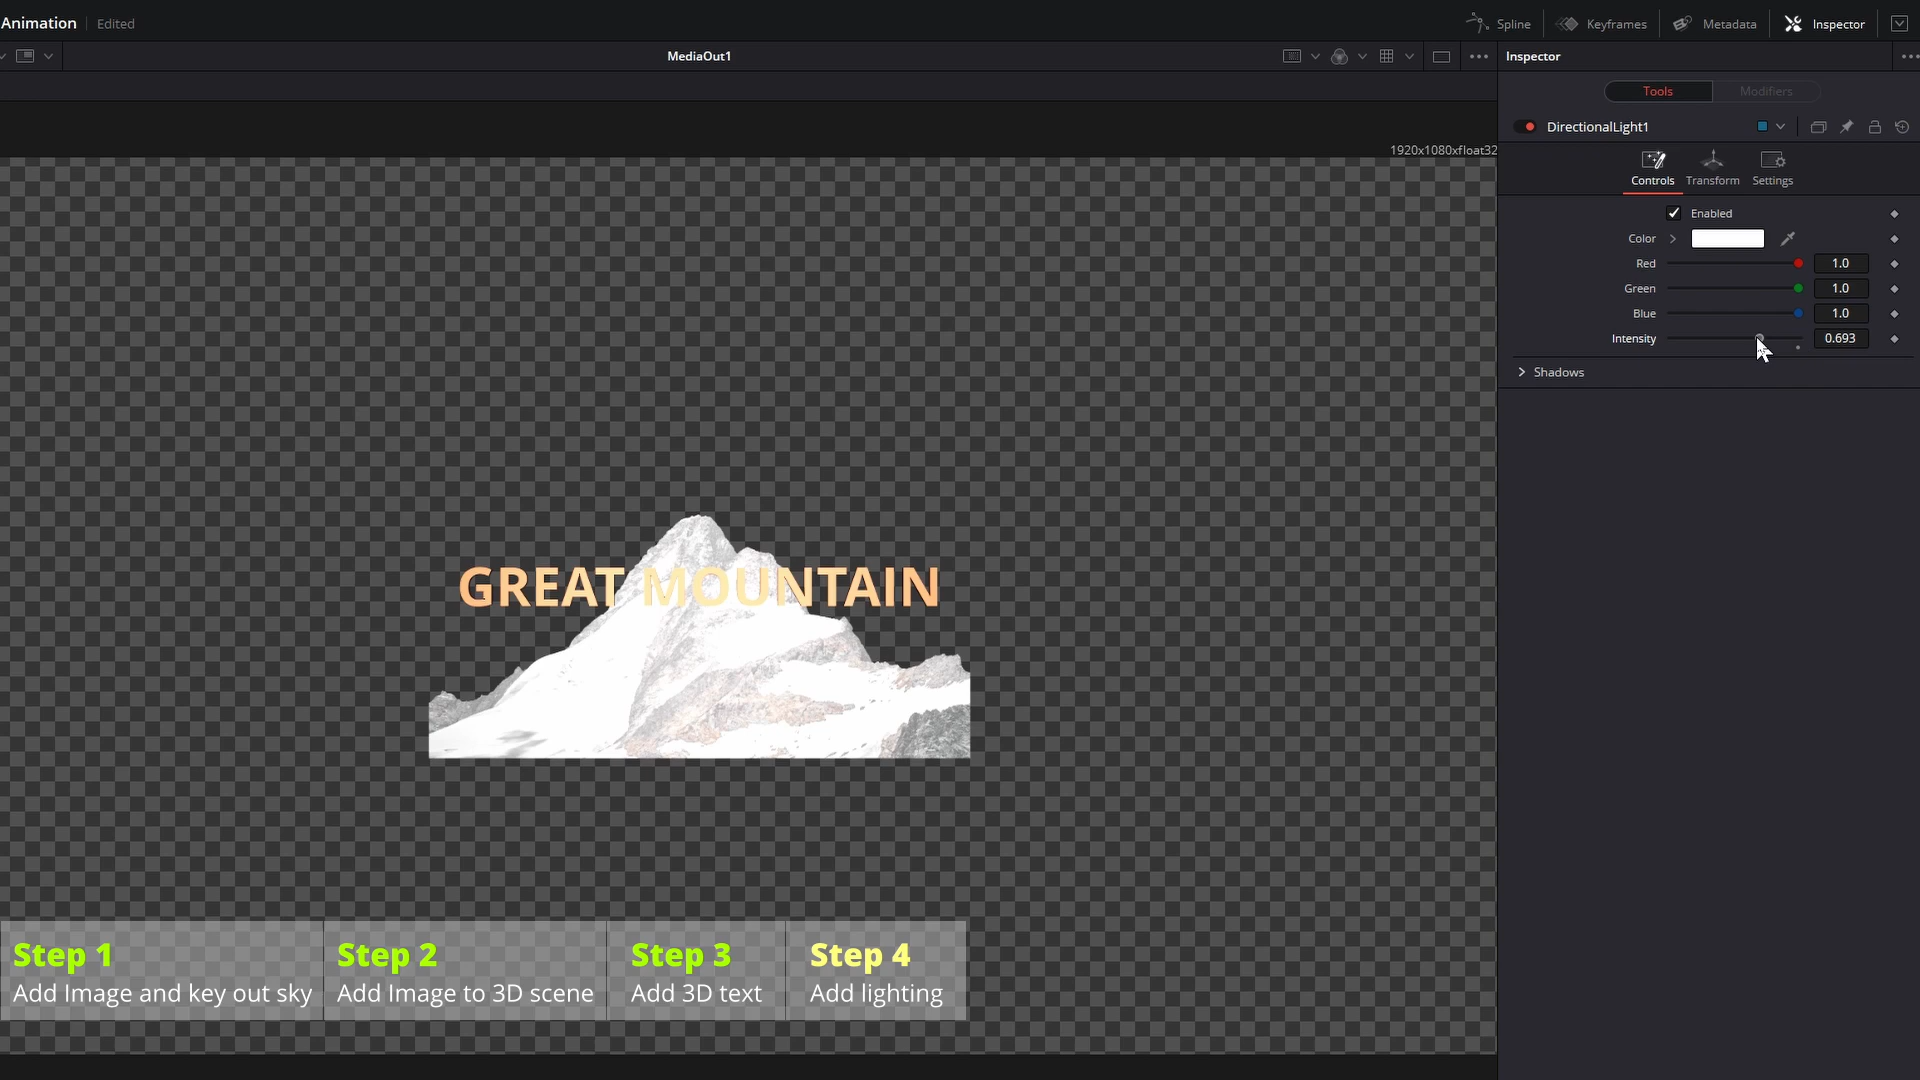 Animation Edited Spline Keyframes Metadata Inspector
MediaOut1 Inspector
Tools Modifiers
DirectionalLight1
1920x1080xfloat32
Controls Transform Settings
Enabled
Color
Red 1.0
Green 1.0
Blue 1.0
Intensity 0.693
Shadows
GREAT MOUNTAIN
Step 1
Add Image and key out sky
Step 2
Add Image to 3D scene
Step 3
Add 3D text
Step 4
Add lighting